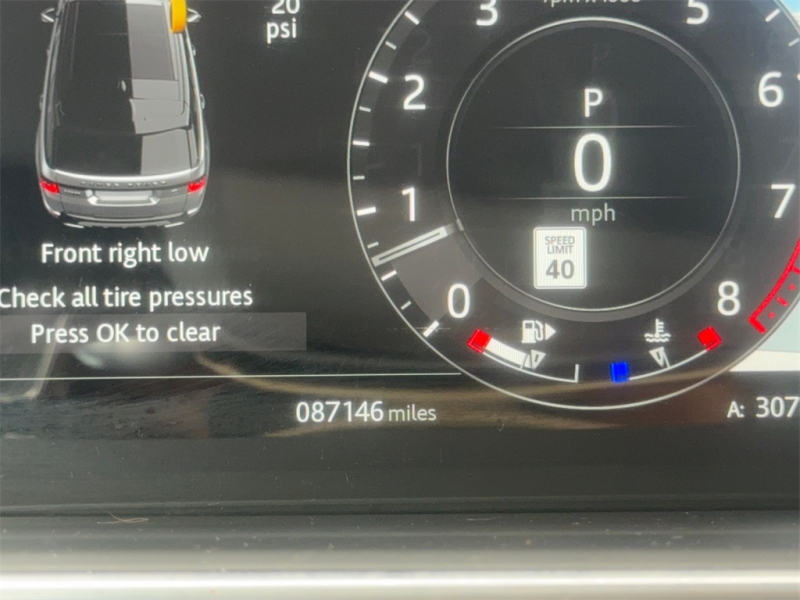 20
psi
Front right low
Check all tire pressures
Press OK to clear
3
5
2
6
P
0
mph
1
7
SPEED
LIMIT
40
0
8
087146 miles
A: 307